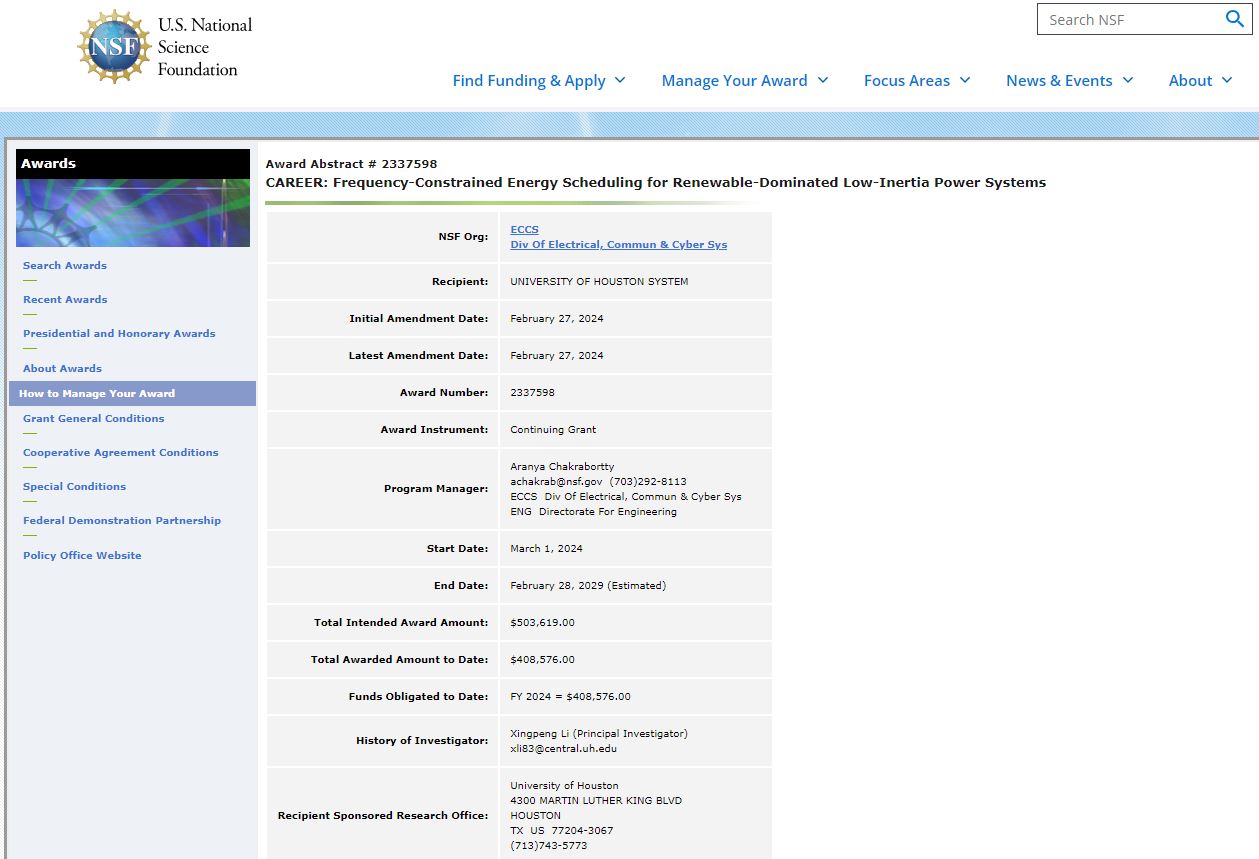 NSF
U.S. National
Science
Foundation
Search NSF
Find Funding & Apply
Manage Your Award
Focus Areas
News & Events
About
Awards
Search Awards
Recent Awards
Presidential and Honorary Awards
About Awards
How to Manage Your Award
Grant General Conditions
Cooperative Agreement Conditions
Special Conditions
Federal Demonstration Partnership
Policy Office Website
Award Abstract # 2337598
CAREER: Frequency-Constrained Energy Scheduling for Renewable-Dominated Low-Inertia Power Systems
NSF Org: ECCS
Div Of Electrical, Commun & Cyber Sys
Recipient: UNIVERSITY OF HOUSTON SYSTEM
Initial Amendment Date: February 27, 2024
Latest Amendment Date: February 27, 2024
Award Number: 2337598
Award Instrument: Continuing Grant
Program Manager: Aranya Chakrabortty
achakrab@nsf.gov (703)292-8113
ECCS Div Of Electrical, Commun & Cyber Sys
ENG Directorate For Engineering
Start Date: March 1, 2024
End Date: February 28, 2029 (Estimated)
Total Intended Award Amount: $503,619.00
Total Awarded Amount to Date: $408,576.00
Funds Obligated to Date: FY 2024 = $408,576.00
History of Investigator: Xingpeng Li (Principal Investigator)
xli83@central.uh.edu
Recipient Sponsored Research Office: University of Houston
4300 MARTIN LUTHER KING BLVD
HOUSTON
TX US 77204-3067
(713)743-5773